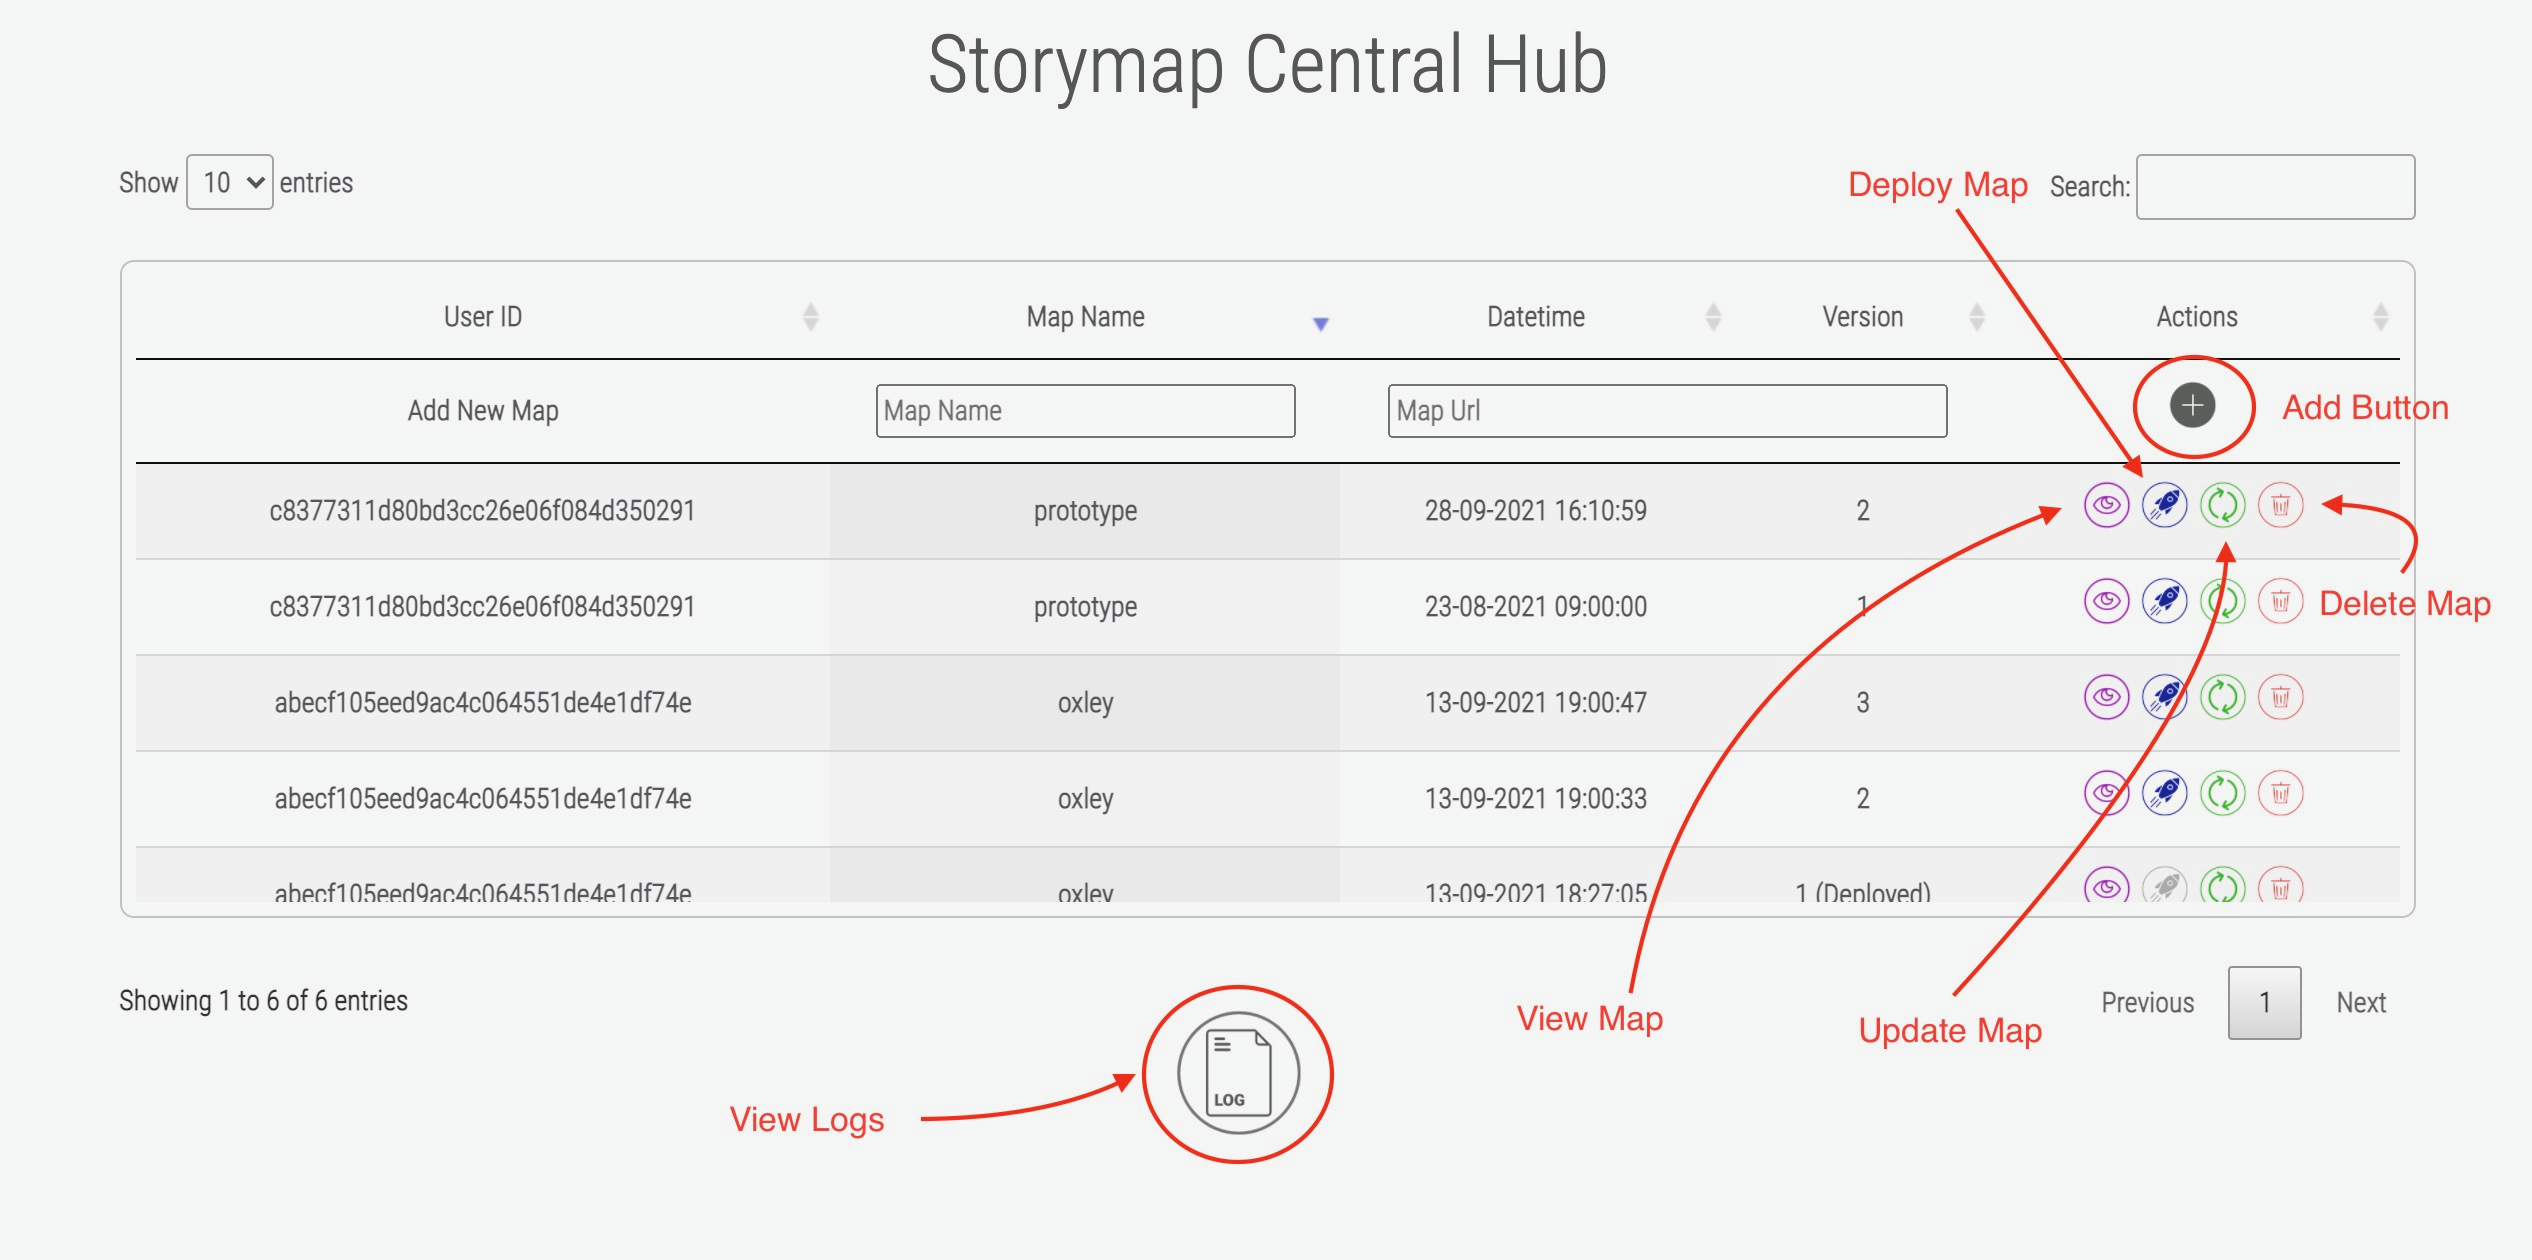 Storymap Central Hub
Show 10 entries
Deploy Map Search:
User ID Map Name Datetime Version Actions
Add New Map Map Name Map Url Add Button
c8377311d80bd3cc26e06f084d350291 prototype 28-09-2021 16:10:59 2
c8377311d80bd3cc26e06f084d350291 prototype 23-08-2021 09:00:00 1
Delete Map
abecf105eed9ac4c064551de4e1df74e oxley 13-09-2021 19:00:47 3
abecf105eed9ac4c064551de4e1df74e oxley 13-09-2021 19:00:33 2
abecf105eed9ac4c064551de4e1df74e oxley 13-09-2021 18:27:05 1 (Deployed)
Showing 1 to 6 of 6 entries
View Map
Update Map
Previous 1 Next
LOG
View Logs